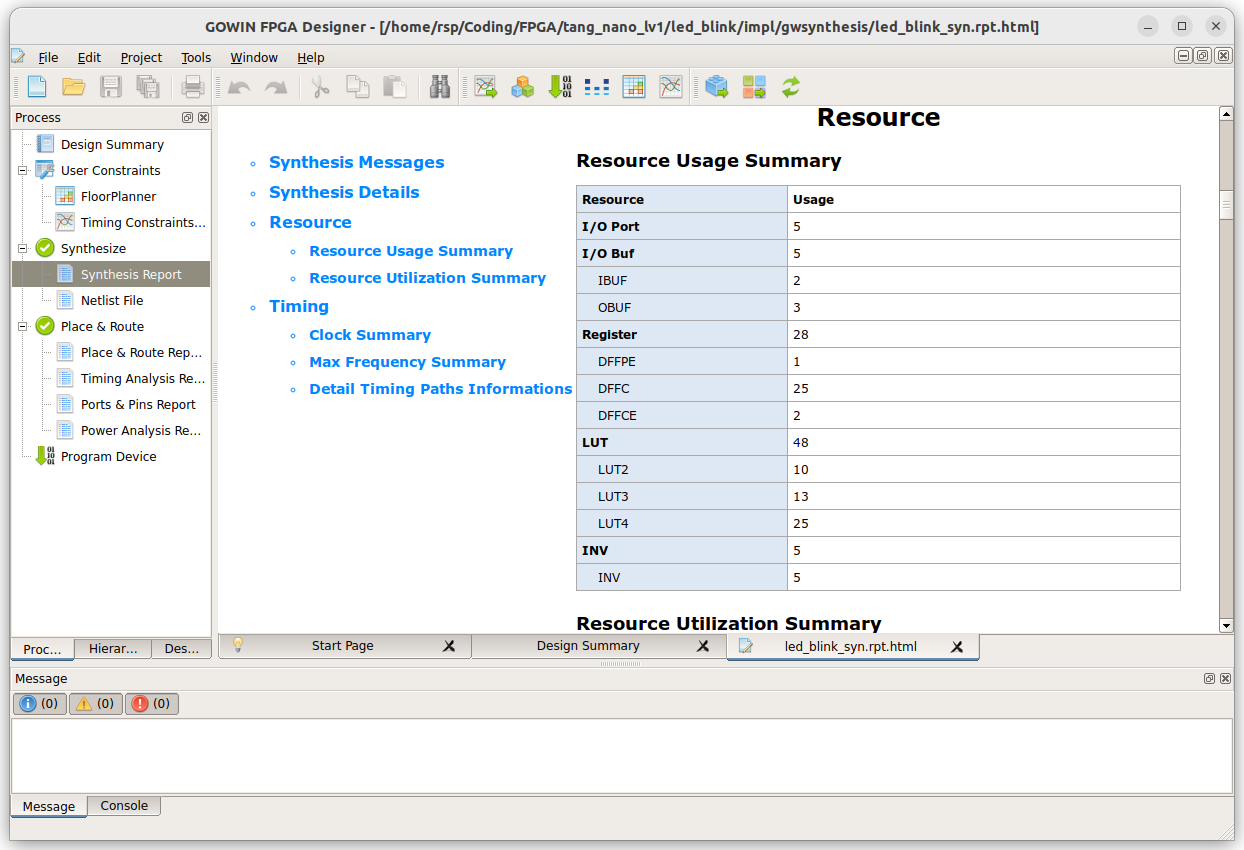 GOWIN FPGA Designer - [/home/rsp/Coding/FPGA/tang_nano_lv1/led_blink/impl/gwsynthesis/led_blink_syn.rpt.html]
File Edit Project Tools Window Help
Process
Design Summary
User Constraints
FloorPlanner
Timing Constraints...
Synthesize
Synthesis Report
Netlist File
Place & Route
Place & Route Rep...
Timing Analysis Re...
Ports & Pins Report
Power Analysis Re...
Program Device
Proc... Hierar... Des...
Synthesis Messages
Synthesis Details
Resource
Resource Usage Summary
Resource Utilization Summary
Timing
Clock Summary
Max Frequency Summary
Detail Timing Paths Informations
Resource
Resource Usage Summary
Resource Usage
I/O Port 5
I/O Buf 5
IBUF 2
OBUF 3
Register 28
DFFPE 1
DFFC 25
DFFCE 2
LUT 48
LUT2 10
LUT3 13
LUT4 25
INV 5
INV 5
Resource Utilization Summary
Start Page Design Summary led_blink_syn.rpt.html
Message
(0) (0) (0)
Message Console